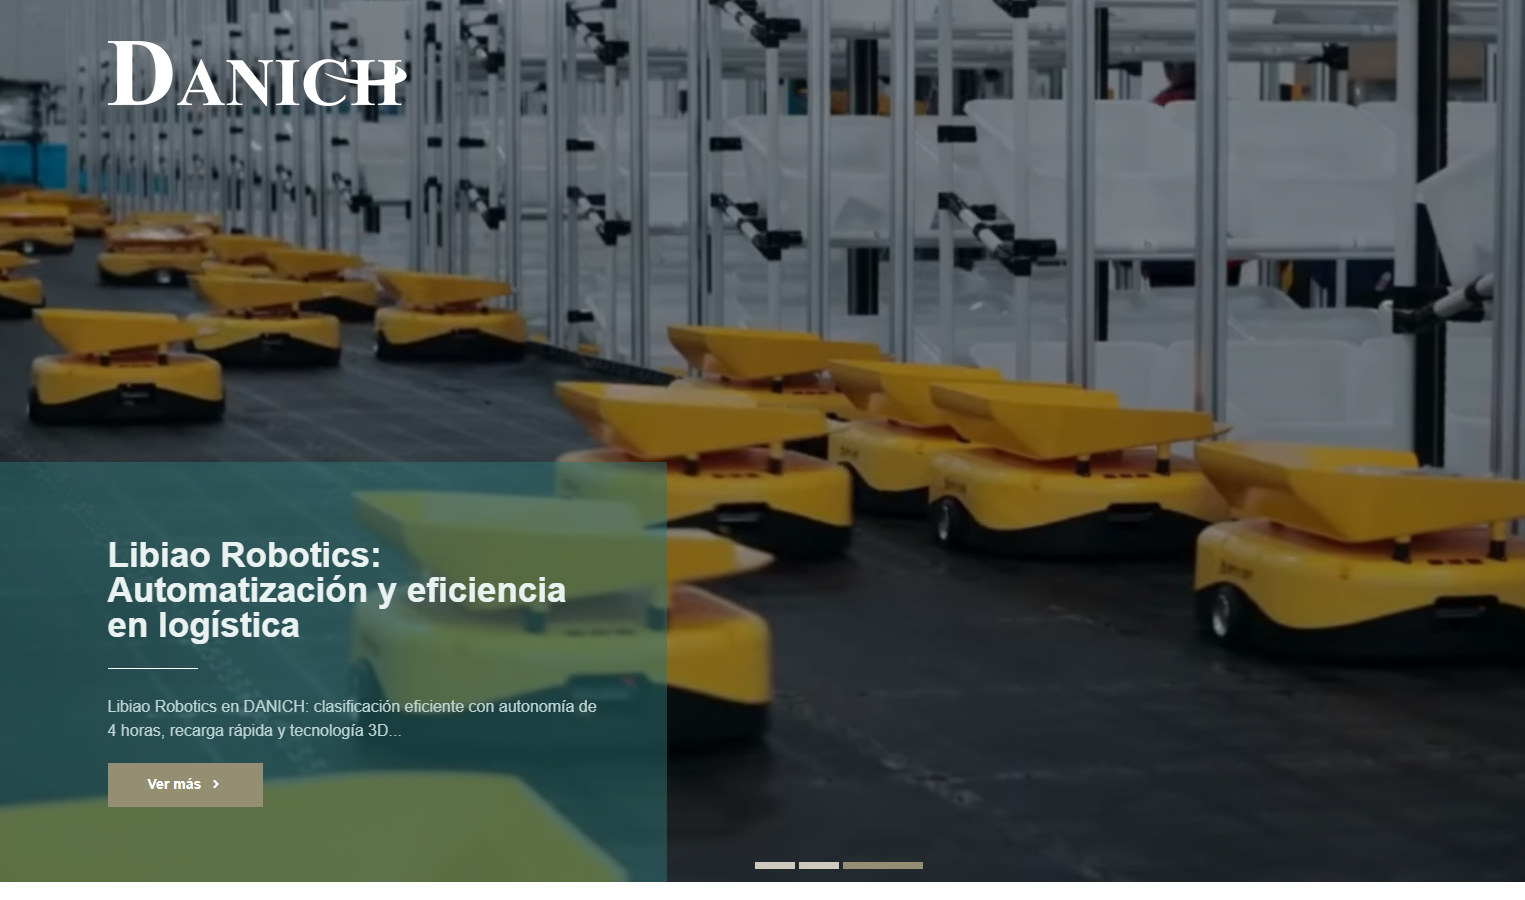 DANICH
Libiao Robotics:
Automatización y eficiencia
en logística
Libiao Robotics en DANICH: clasificación eficiente con autonomía de
4 horas, recarga rápida y tecnología 3D...
Ver más